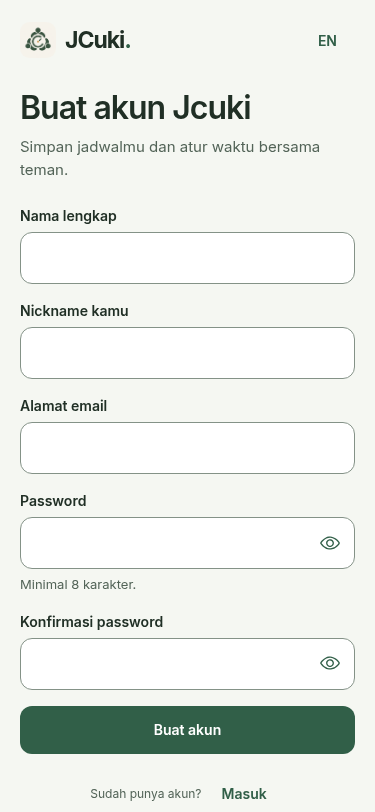 JCuki.
EN
Buat akun Jcuki
Simpan jadwalmu dan atur waktu bersama
teman.
Nama lengkap
Nickname kamu
Alamat email
Password
Minimal 8 karakter.
Konfirmasi password
Buat akun
Sudah punya akun? Masuk